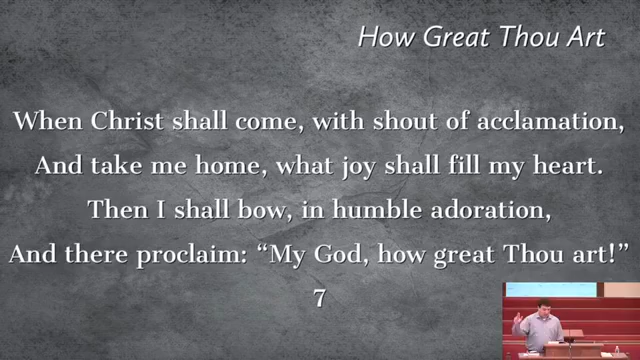 How Great Thou Art
When Christ shall come, with shout of acclamation,
And take me home, what joy shall fill my heart.
Then I shall bow, in humble adoration,
And there proclaim: “My God, how great Thou art!”
7